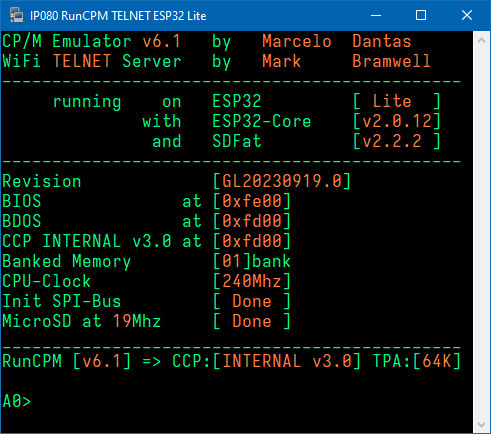 IP080 RunCPM TELNET ESP32 Lite
CP/M Emulator v6.1 by Marcelo Dantas
WiFi TELNET Server by Mark Bramwell
----------------------------------------------
running on ESP32 [ Lite ]
with ESP32-Core [v2.0.12]
and SDFat [v2.2.2 ]
----------------------------------------------
Revision [GL20230919.0]
BIOS at [0xfe00]
BDOS at [0xfd00]
CCP INTERNAL v3.0 at [0xfd00]
Banked Memory [01]bank
CPU-Clock [240Mhz]
Init SPI-Bus [ Done ]
MicroSD at 19Mhz [ Done ]
----------------------------------------------
RunCPM [v6.1] => CCP:[INTERNAL v3.0] TPA:[64K]
A0>